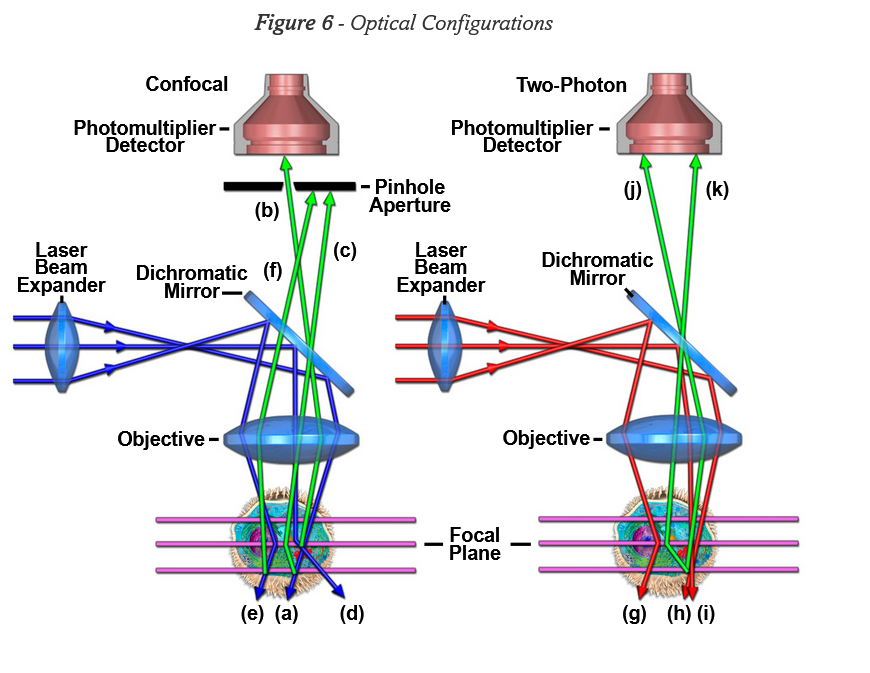 Figure 6 - Optical Configurations
Confocal
Photomultiplier
Detector
(b)
Pinhole
Aperture
(c)
(f)
Laser
Beam
Expander
Dichromatic
Mirror
Objective
(e) (a) (d)
Focal
Plane
Two-Photon
Photomultiplier
Detector
(j)
(k)
Laser
Beam
Expander
Dichromatic
Mirror
Objective
(g) (h) (i)